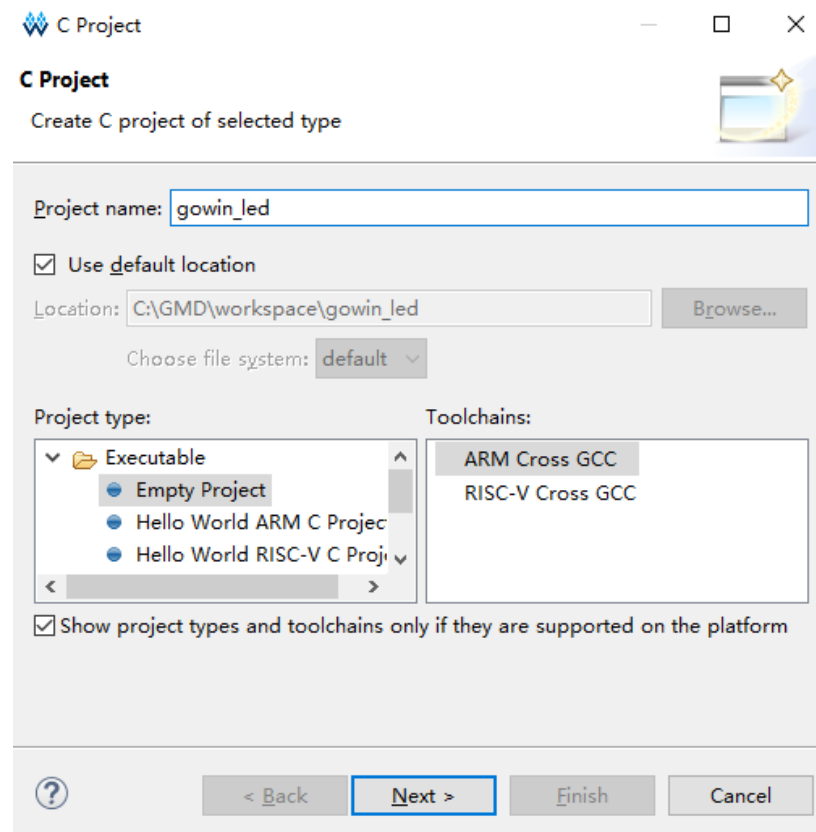 C Project
C Project
Create C project of selected type
Project name: gowin_led
Use default location
Location: C:\GMD\workspace\gowin_led Browse...
Choose file system: default
Project type: Toolchains:
Executable ARM Cross GCC
Empty Project RISC-V Cross GCC
Hello World ARM C Projec
Hello World RISC-V C Proj
Show project types and toolchains only if they are supported on the platform
? < Back Next > Finish Cancel